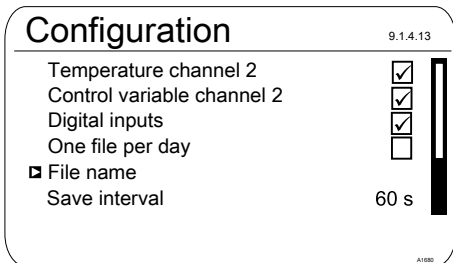 Configuration 9.1.4.13
Temperature channel 2
Control variable channel 2
Digital inputs
One file per day
File name
Save interval 60 s
A1680